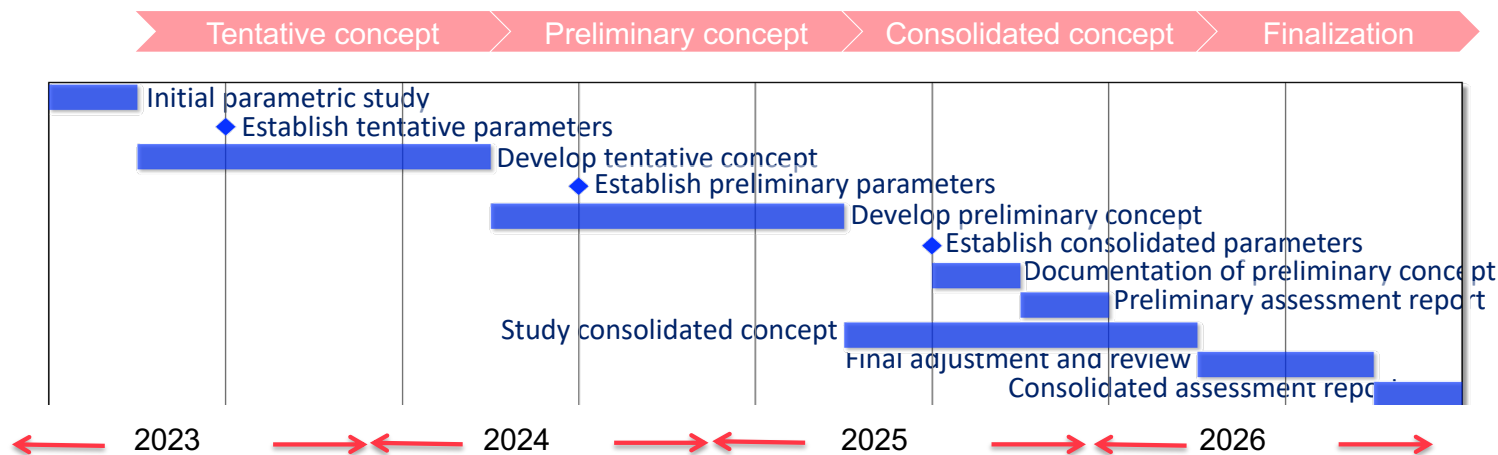 Tentative concept
Preliminary concept
Consolidated concept
Finalization
Initial parametric study
Establish tentative parameters
Develop tentative concept
Establish preliminary parameters
Develop preliminary concept
Establish consolidated parameters
Documentation of preliminary concept
Preliminary assessment report
Study consolidated concept
Final adjustment and review
Consolidated assessment report
2023
2024
2025
2026